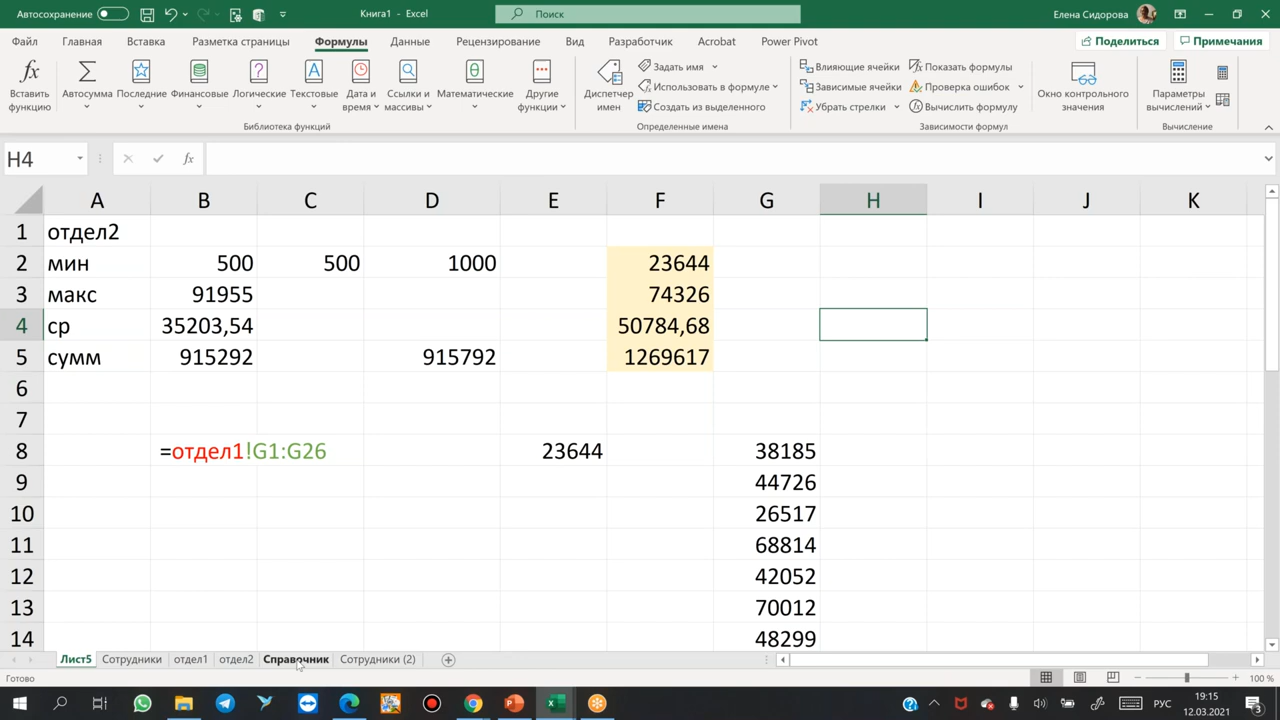 Автосохранение
Книга1 - Excel
Поиск
Елена Сидорова
Файл Главная Вставка Разметка страницы Формулы Данные Рецензирование Вид Разработчик Acrobat Power Pivot
Поделиться Примечания
Вставить функцию
Автосумма
Последние
Финансовые
Логические
Текстовые
Дата и время
Ссылки и массивы
Математические
Другие функции
Библиотека функций
Диспетчер имен
Задать имя
Использовать в формуле
Создать из выделенного
Определенные имена
Влияющие ячейки
Зависимые ячейки
Убрать стрелки
Показать формулы
Проверка ошибок
Вычислить формулу
Зависимости формул
Окно контрольного значения
Параметры вычислений
Вычисление
H4
fx
A B C D E F G H I J K
1 отдел2
2 мин 500 500 1000 23644
3 макс 91955 74326
4 ср 35203,54 50784,68
5 сумм 915292 915792 1269617
6
7
8 =отдел1!G1:G26 23644 38185
9 44726
10 26517
11 68814
12 42052
13 70012
14 48299
Лист5 Сотрудники отдел1 отдел2 Справочник Сотрудники (2)
Готово
100 %
РУС
19:15
12.03.2021
3